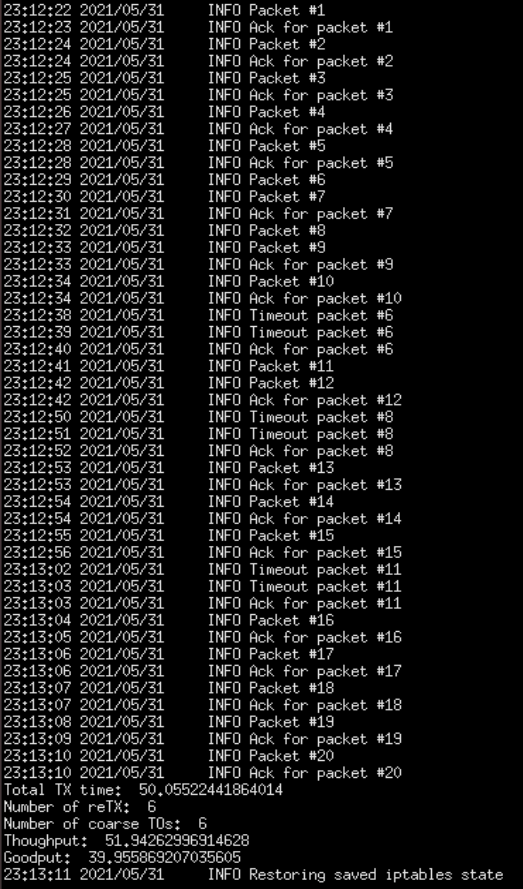 23:12:22 2021/05/31 INFO Packet #1
23:12:23 2021/05/31 INFO Ack for packet #1
23:12:24 2021/05/31 INFO Packet #2
23:12:24 2021/05/31 INFO Ack for packet #2
23:12:25 2021/05/31 INFO Packet #3
23:12:25 2021/05/31 INFO Ack for packet #3
23:12:26 2021/05/31 INFO Packet #4
23:12:27 2021/05/31 INFO Ack for packet #4
23:12:28 2021/05/31 INFO Packet #5
23:12:28 2021/05/31 INFO Ack for packet #5
23:12:29 2021/05/31 INFO Packet #6
23:12:30 2021/05/31 INFO Packet #7
23:12:31 2021/05/31 INFO Ack for packet #7
23:12:32 2021/05/31 INFO Packet #8
23:12:33 2021/05/31 INFO Packet #9
23:12:33 2021/05/31 INFO Ack for packet #9
23:12:34 2021/05/31 INFO Packet #10
23:12:34 2021/05/31 INFO Ack for packet #10
23:12:38 2021/05/31 INFO Timeout packet #6
23:12:39 2021/05/31 INFO Timeout packet #6
23:12:40 2021/05/31 INFO Ack for packet #6
23:12:41 2021/05/31 INFO Packet #11
23:12:42 2021/05/31 INFO Packet #12
23:12:42 2021/05/31 INFO Ack for packet #12
23:12:50 2021/05/31 INFO Timeout packet #8
23:12:51 2021/05/31 INFO Timeout packet #8
23:12:52 2021/05/31 INFO Ack for packet #8
23:12:53 2021/05/31 INFO Packet #13
23:12:53 2021/05/31 INFO Ack for packet #13
23:12:54 2021/05/31 INFO Packet #14
23:12:54 2021/05/31 INFO Ack for packet #14
23:12:55 2021/05/31 INFO Packet #15
23:12:56 2021/05/31 INFO Ack for packet #15
23:13:02 2021/05/31 INFO Timeout packet #11
23:13:03 2021/05/31 INFO Timeout packet #11
23:13:03 2021/05/31 INFO Ack for packet #11
23:13:04 2021/05/31 INFO Packet #16
23:13:05 2021/05/31 INFO Ack for packet #16
23:13:06 2021/05/31 INFO Packet #17
23:13:06 2021/05/31 INFO Ack for packet #17
23:13:07 2021/05/31 INFO Packet #18
23:13:07 2021/05/31 INFO Ack for packet #18
23:13:08 2021/05/31 INFO Packet #19
23:13:09 2021/05/31 INFO Ack for packet #19
23:13:10 2021/05/31 INFO Packet #20
23:13:10 2021/05/31 INFO Ack for packet #20
Total TX time: 50.05522441864014
Number of reTX: 6
Number of coarse TOs: 6
Thoughput: 51.94262996914628
Goodput: 39.955869207035605
23:13:11 2021/05/31 INFO Restoring saved iptables state